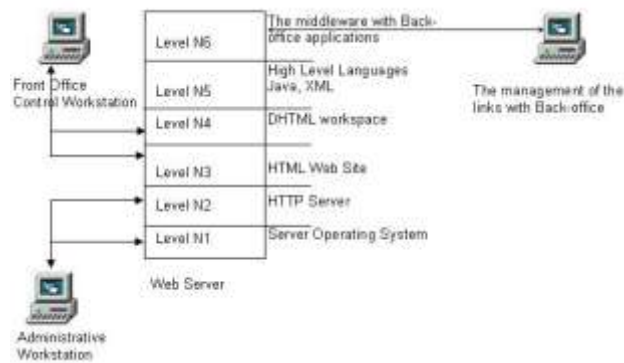 Level N6
The middleware with Back-
office applications
Front Office
Control Workstation
Level N5
High Level Languages
Java, XML
The management of the
links with Back-office
Level N4
DHTML workspace
Level N3
HTML Web Site
Level N2
HTTP Server
Level N1
Server Operating System
Web Server
Administrative
Workstation